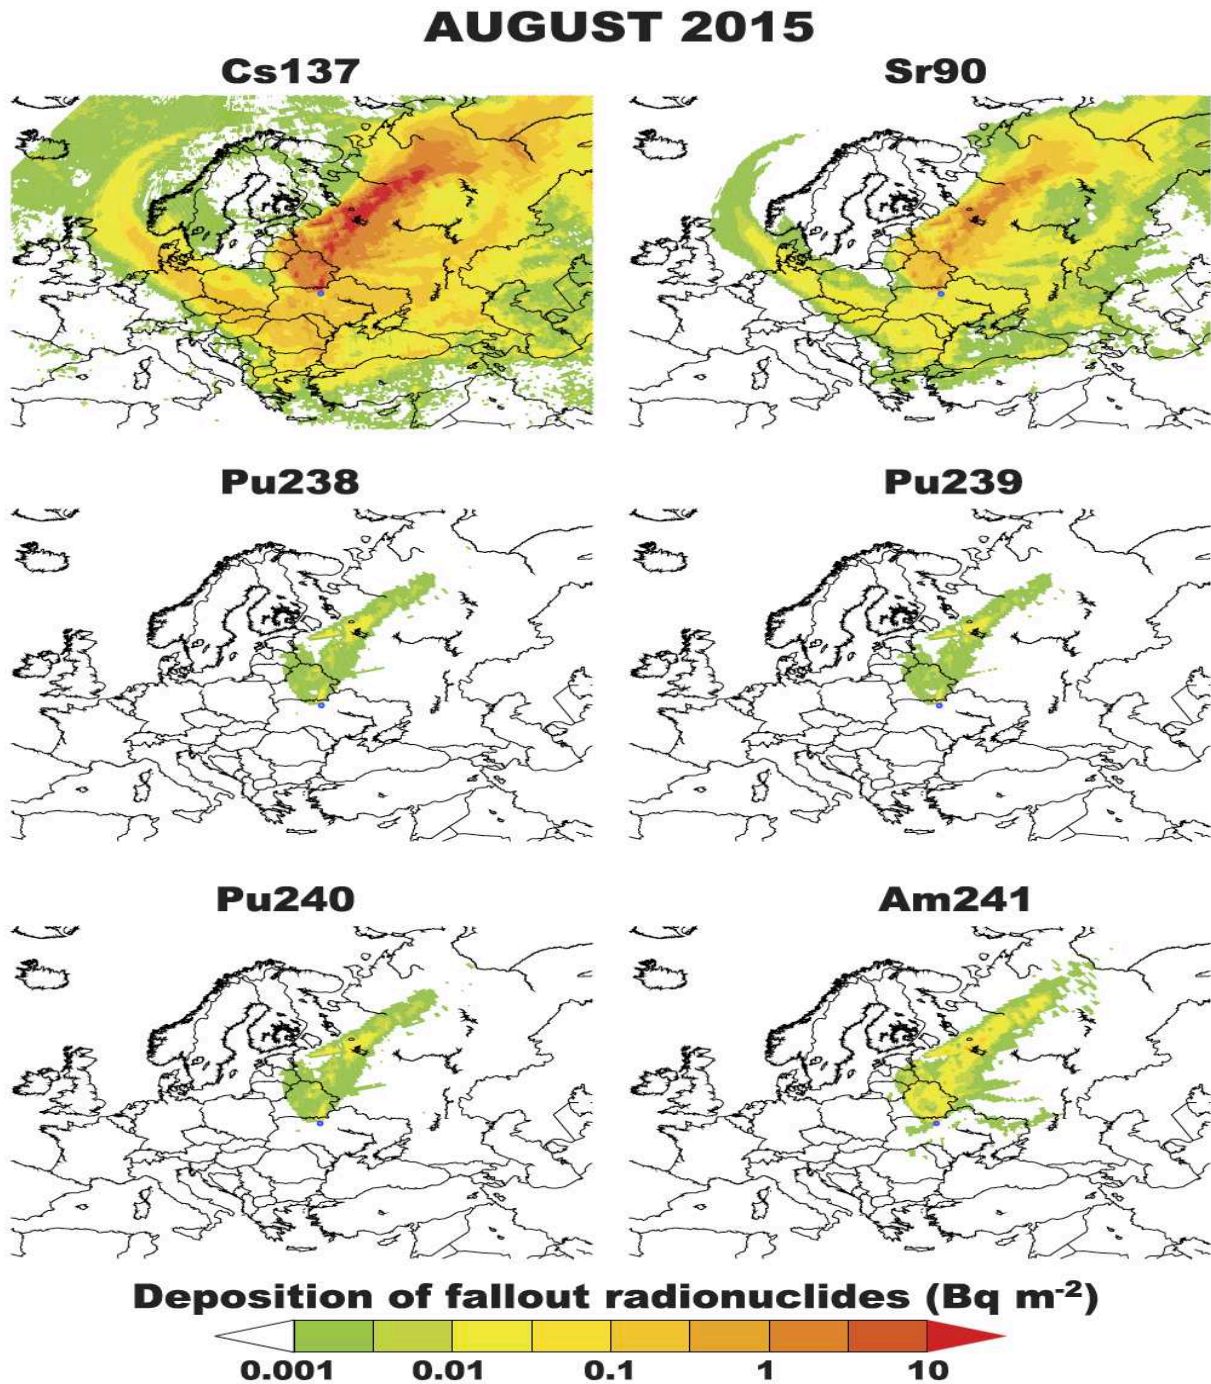 AUGUST 2015
Cs137 Sr90
Pu238 Pu239
Pu240 Am241
Deposition of fallout radionuclides (Bq m⁻²)
0.001 0.01 0.1 1 10